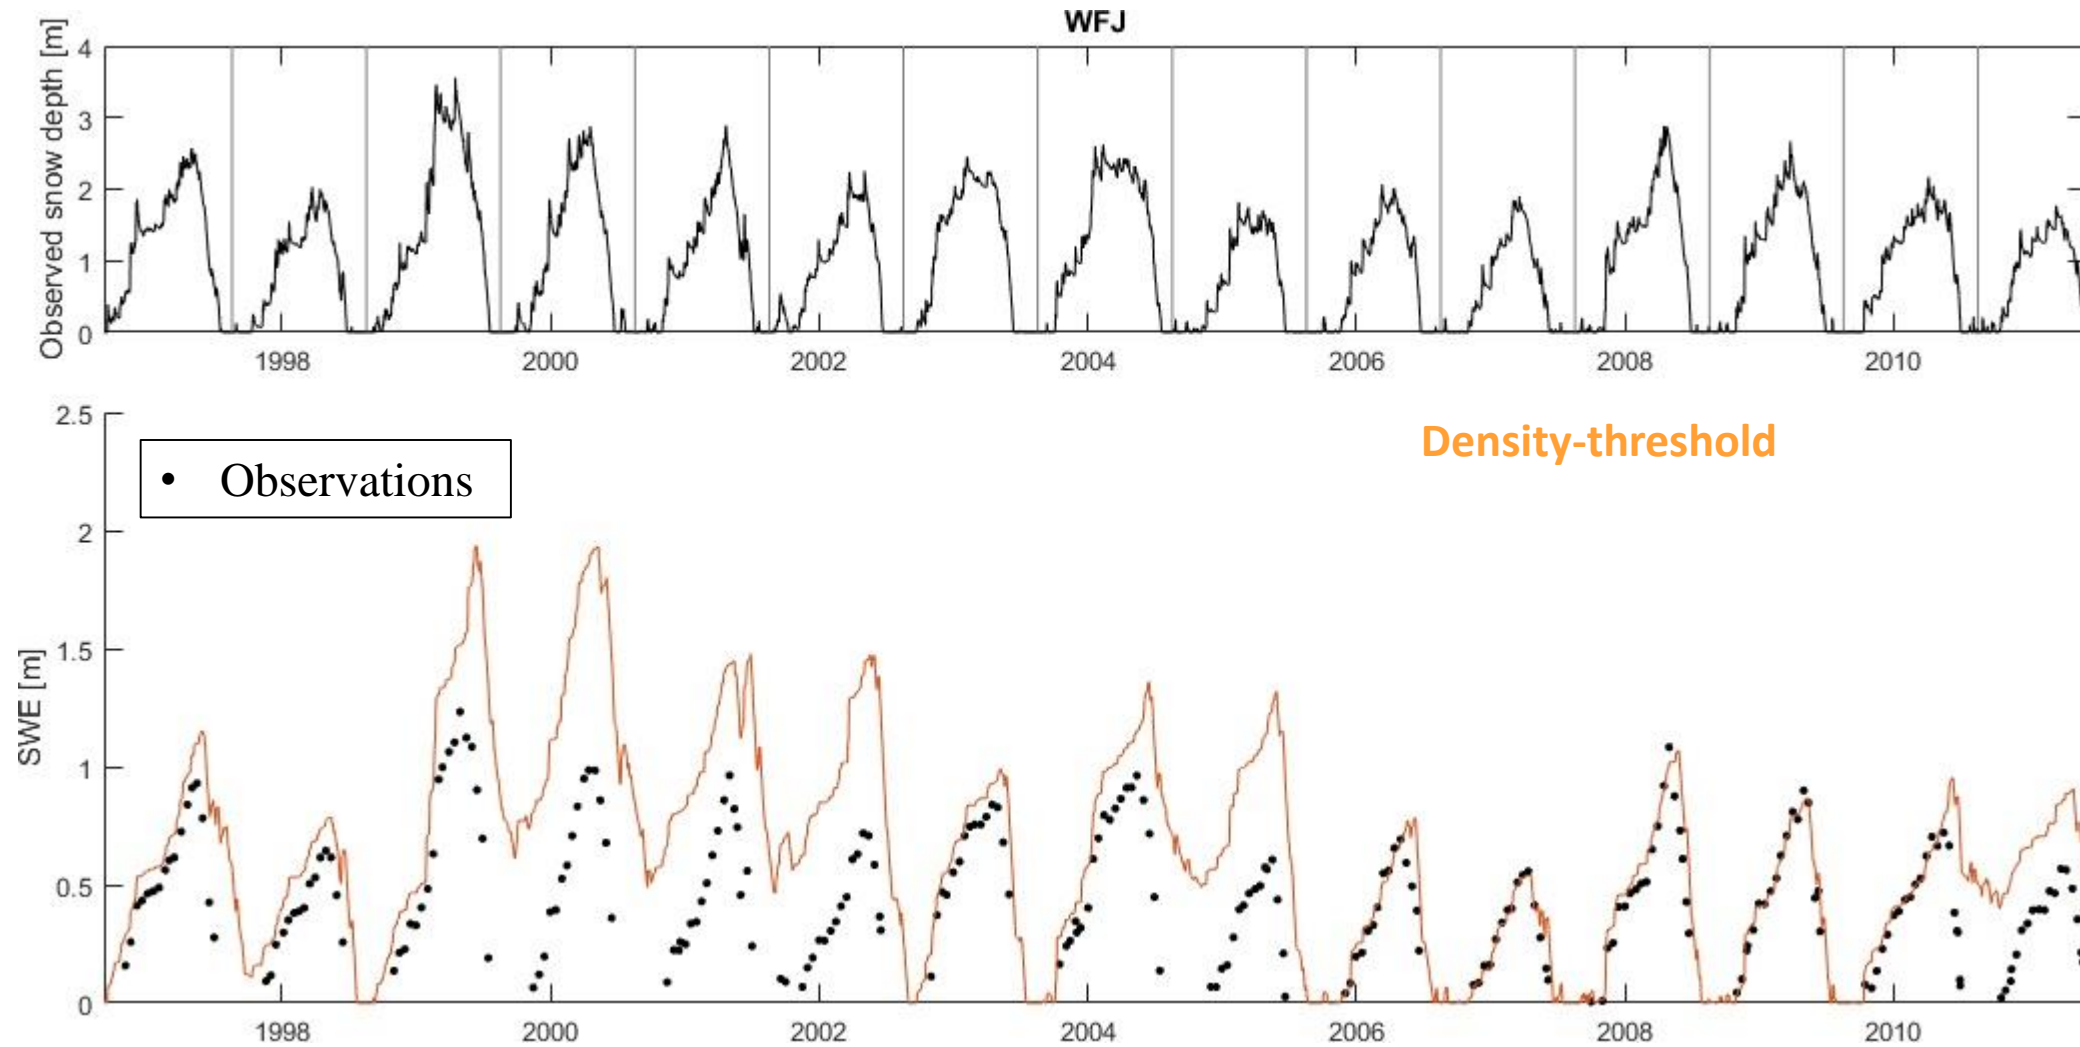 WFJ
Observed snow depth [m]
4
3
2
1
0
1998 2000 2002 2004 2006 2008 2010
Density-threshold
• Observations
SWE [m]
2.5
2
1.5
1
0.5
0
1998 2000 2002 2004 2006 2008 2010